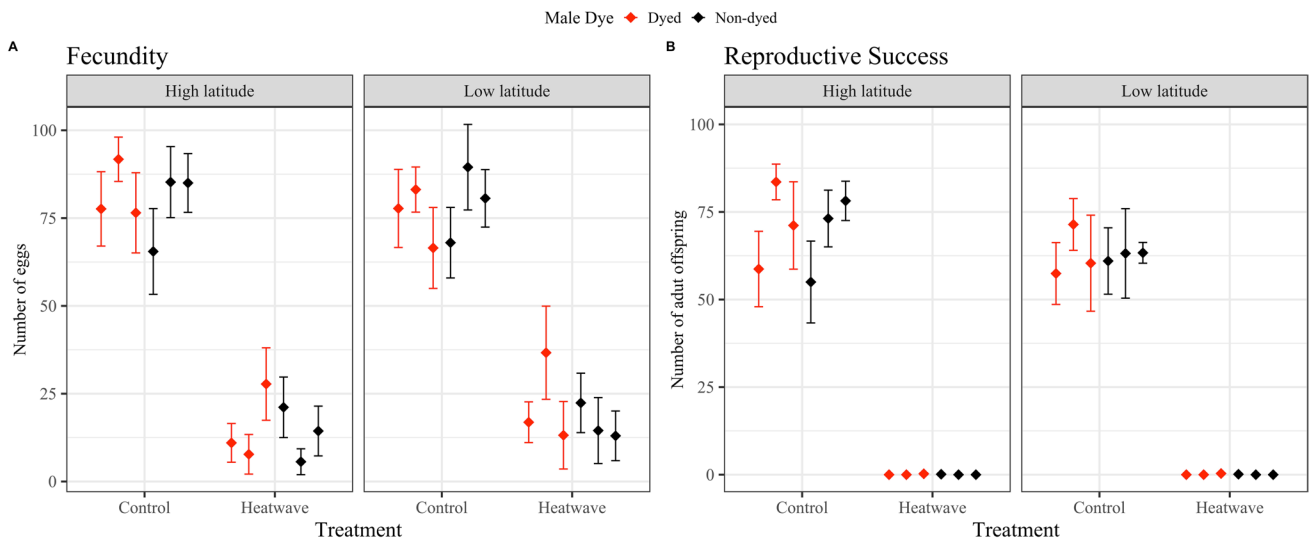 Male Dye Dyed Non-dyed
A
Fecundity
High latitude
Low latitude
100
75
50
25
0
Number of eggs
Control
Heatwave
Control
Heatwave
Treatment
B
Reproductive Success
High latitude
Low latitude
100
75
50
25
0
Number of adut offspring
Control
Heatwave
Control
Heatwave
Treatment